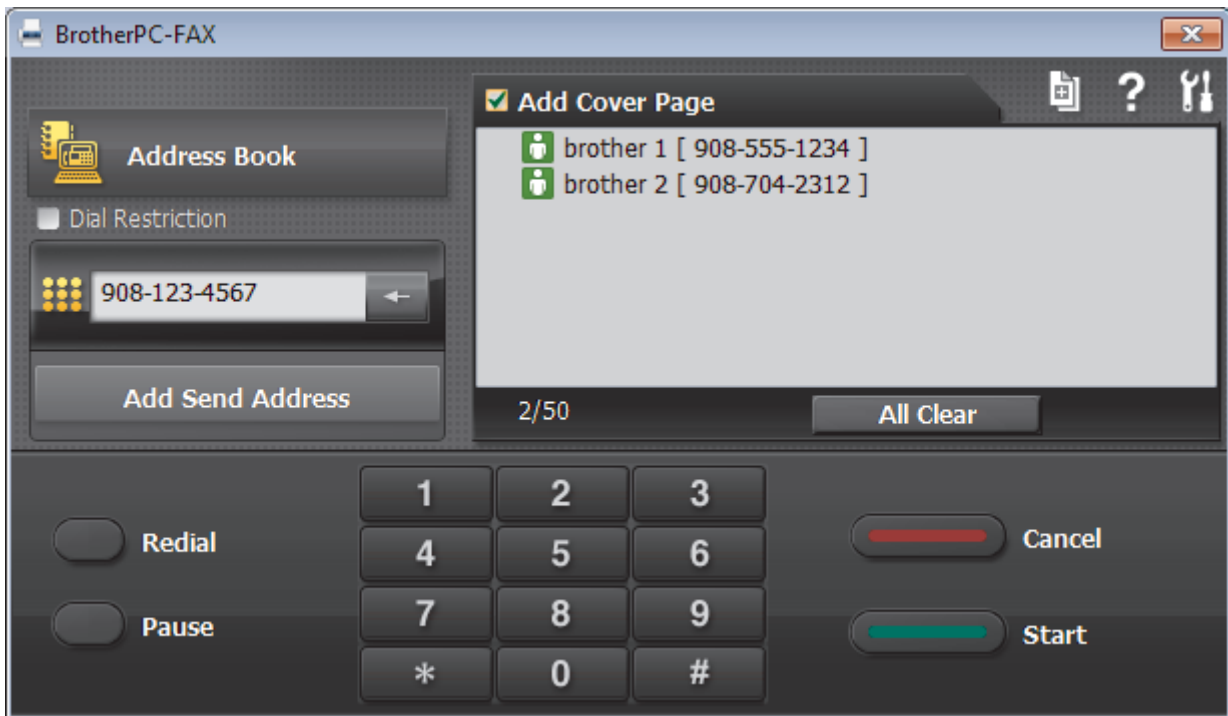 BrotherPC-FAX
Address Book
Dial Restriction
908-123-4567
Add Send Address
Add Cover Page
?
brother 1 [ 908-555-1234 ]
brother 2 [ 908-704-2312 ]
2/50
All Clear
Redial
Pause
1 2 3
4 5 6
7 8 9
* 0 #
Cancel
Start